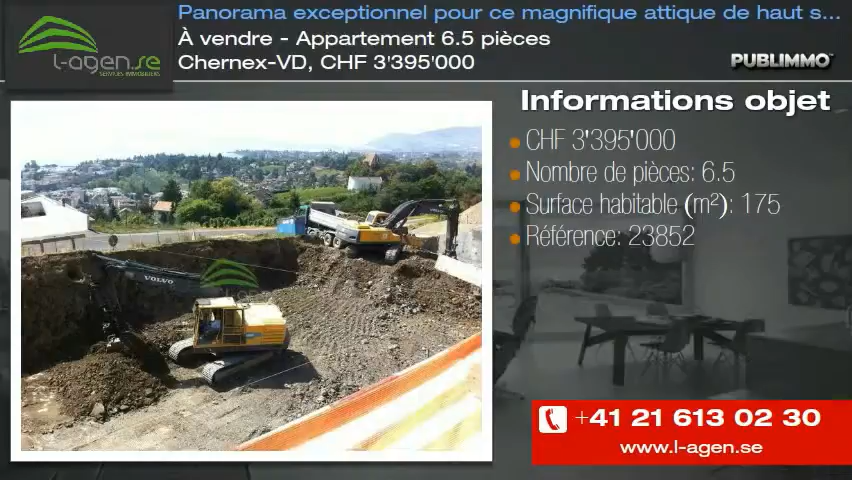 l-agen.se
SERVICES IMMOBILIERS
Panorama exceptionnel pour ce magnifique attique de haut s...
À vendre - Appartement 6.5 pièces
Chernex-VD, CHF 3'395'000
PUBLIMMO
Informations objet
CHF 3'395'000
Nombre de pièces: 6.5
Surface habitable (m²): 175
Référence: 23852
VOLVO
+41 21 613 02 30
www.l-agen.se